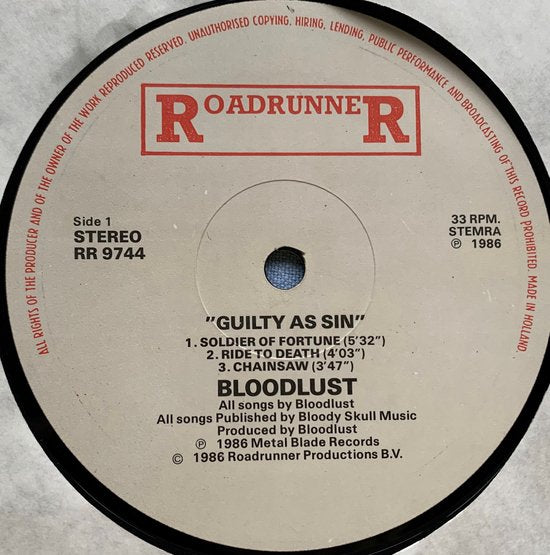 ALL RIGHTS OF THE PRODUCER AND OF THE OWNER OF THE WORK REPRODUCED RESERVED. UNAUTHORISED COPYING, HIRING, LENDING, PUBLIC PERFORMANCE AND BROADCASTING OF THIS RECORD PROHIBITED. MADE IN HOLLAND.
ROADRUNNER
Side 1
STEREO
RR 9744
33 RPM.
STEMRA
℗ 1986
"GUILTY AS SIN"
1. SOLDIER OF FORTUNE (5'32")
2. RIDE TO DEATH (4'03")
3. CHAINSAW (3'47")
BLOODLUST
All songs by Bloodlust
All songs Published by Bloody Skull Music
Produced by Bloodlust
℗ 1986 Metal Blade Records
© 1986 Roadrunner Productions B.V.